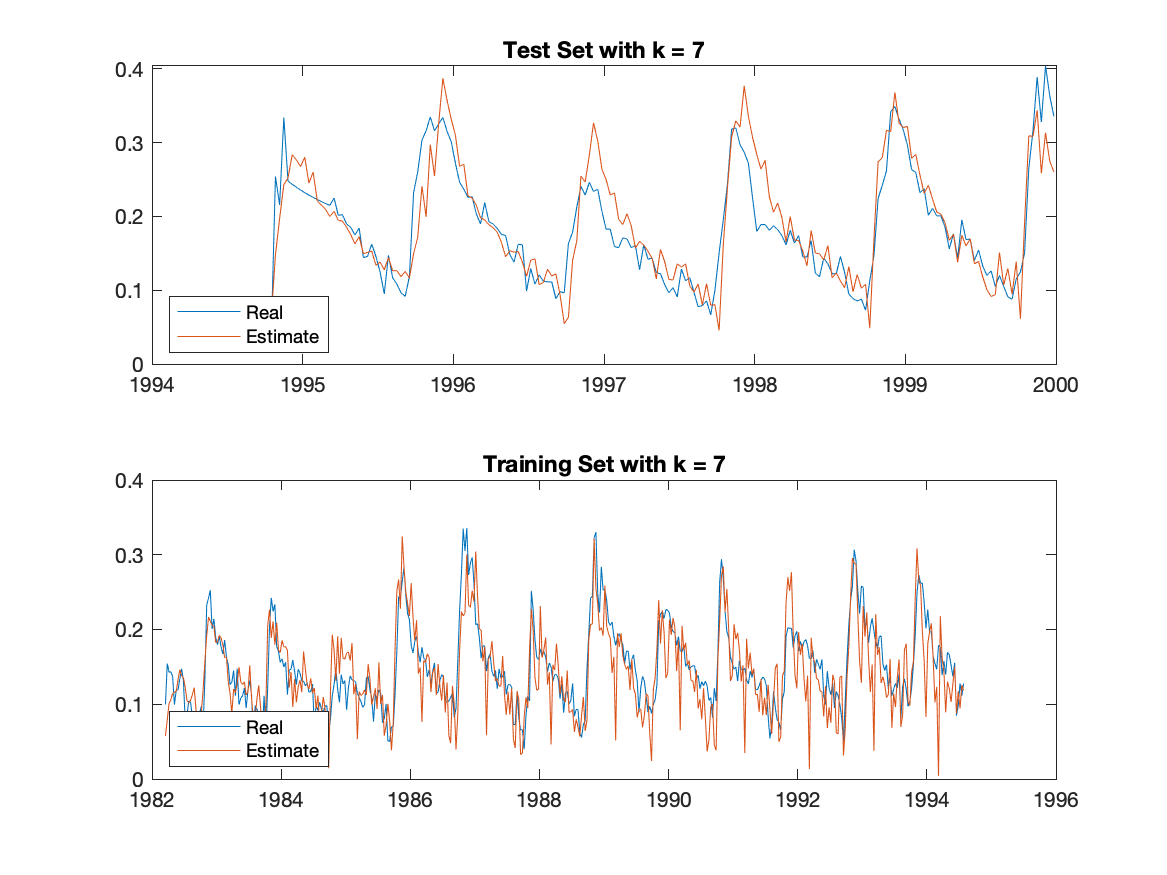 Test Set with k = 7
0.4
0.3
0.2
0.1
0
Real
Estimate
1994 1995 1996 1997 1998 1999 2000
Training Set with k = 7
0.4
0.3
0.2
0.1
0
Real
Estimate
1982 1984 1986 1988 1990 1992 1994 1996